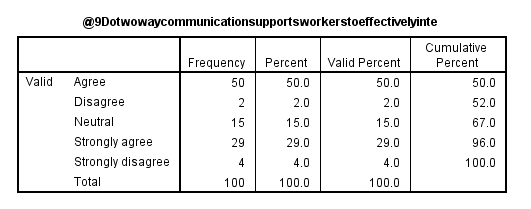 @9Dotwowaycommunicationsupportsworkerstoeffectivelyinte
Frequency Percent Valid Percent Cumulative Percent
Valid Agree 50 50.0 50.0 50.0
Disagree 2 2.0 2.0 52.0
Neutral 15 15.0 15.0 67.0
Strongly agree 29 29.0 29.0 96.0
Strongly disagree 4 4.0 4.0 100.0
Total 100 100.0 100.0